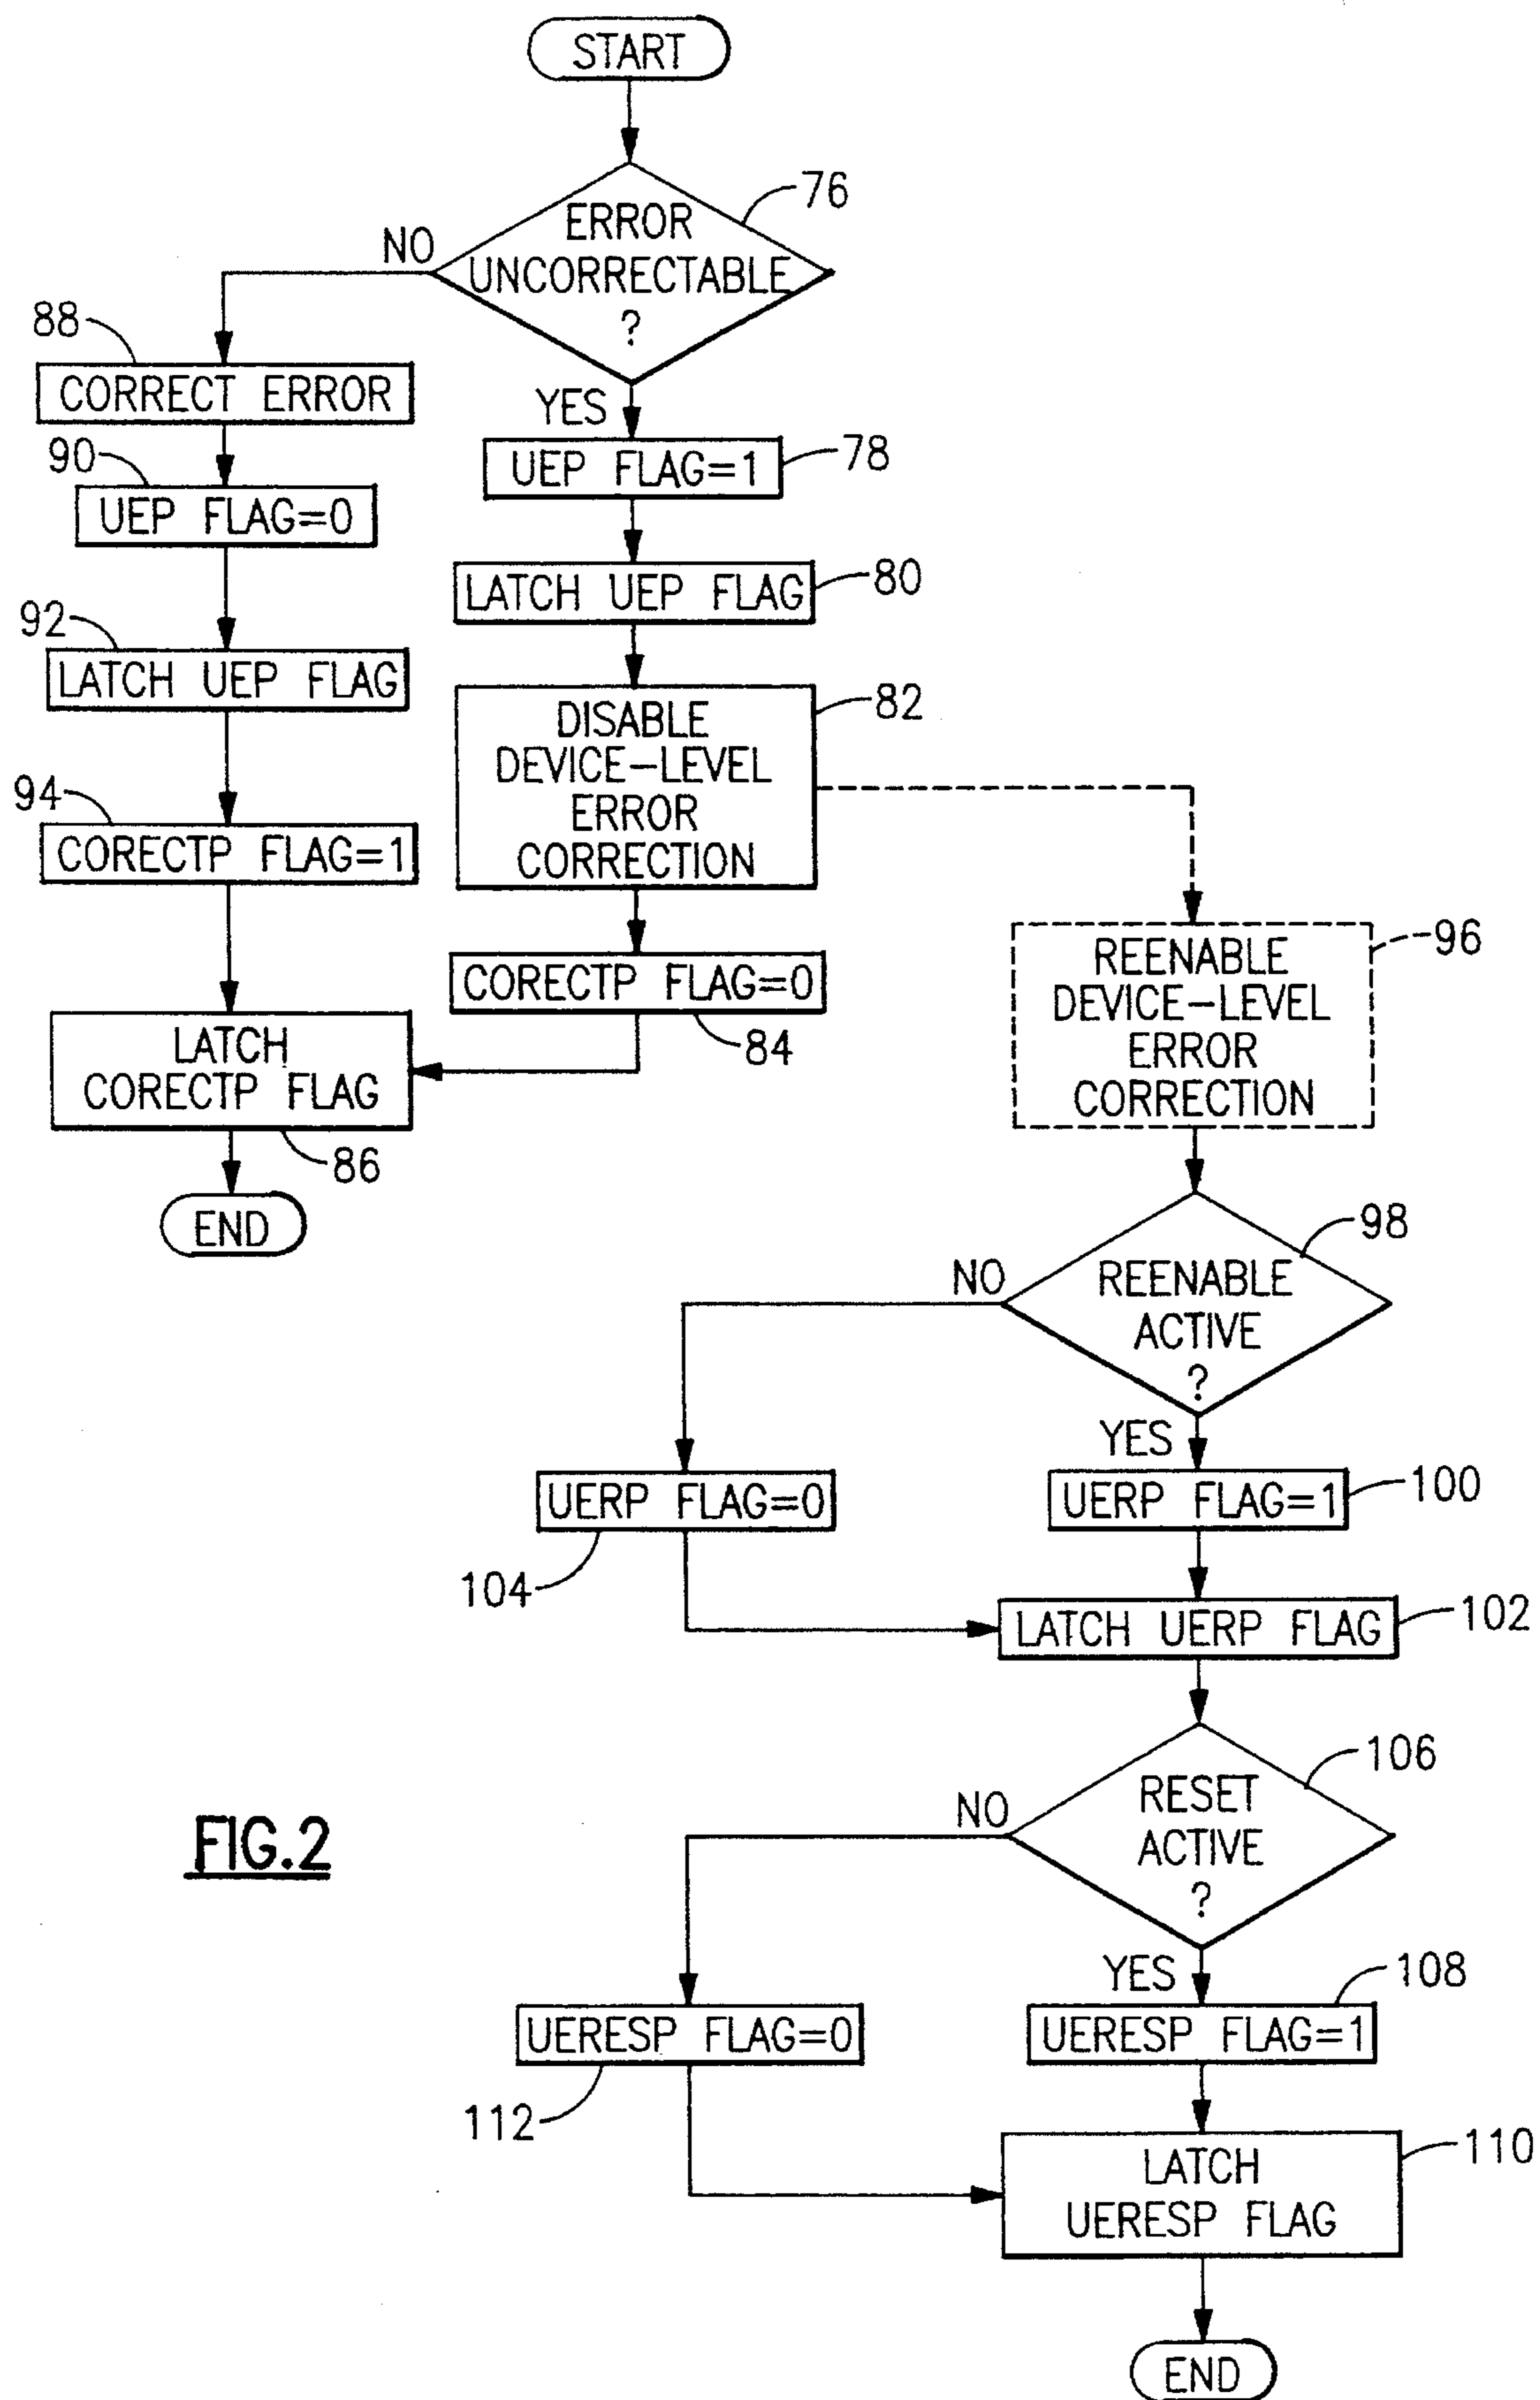 START
76
ERROR
UNCORRECTABLE
?
NO
YES
88
CORRECT ERROR
90
UEP FLAG=0
92
LATCH UEP FLAG
94
CORECTP FLAG=1
LATCH
CORECTP FLAG
86
END
UEP FLAG=1
78
LATCH UEP FLAG
80
DISABLE
DEVICE-LEVEL
ERROR
CORRECTION
82
CORECTP FLAG=0
84
REENABLE
DEVICE-LEVEL
ERROR
CORRECTION
96
REENABLE
ACTIVE
?
98
NO
YES
UERP FLAG=0
104
UERP FLAG=1
100
LATCH UERP FLAG
102
RESET
ACTIVE
?
106
NO
YES
UERESP FLAG=0
112
UERESP FLAG=1
108
LATCH
UERESP FLAG
110
END
FIG.2